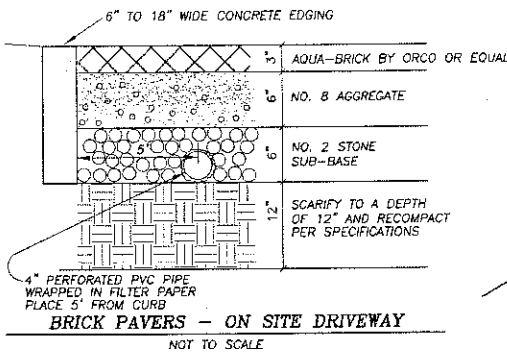 6" TO 18" WIDE CONCRETE EDGING
3"
AQUA-BRICK BY ORCO OR EQUAL
6"
NO. 8 AGGREGATE
5'
6"
NO. 2 STONE
SUB-BASE
12"
SCARIFY TO A DEPTH
OF 12" AND RECOMPACT
PER SPECIFICATIONS
4" PERFORATED PVC PIPE
WRAPPED IN FILTER PAPER
PLACE 5' FROM CURB
BRICK PAVERS - ON SITE DRIVEWAY
NOT TO SCALE